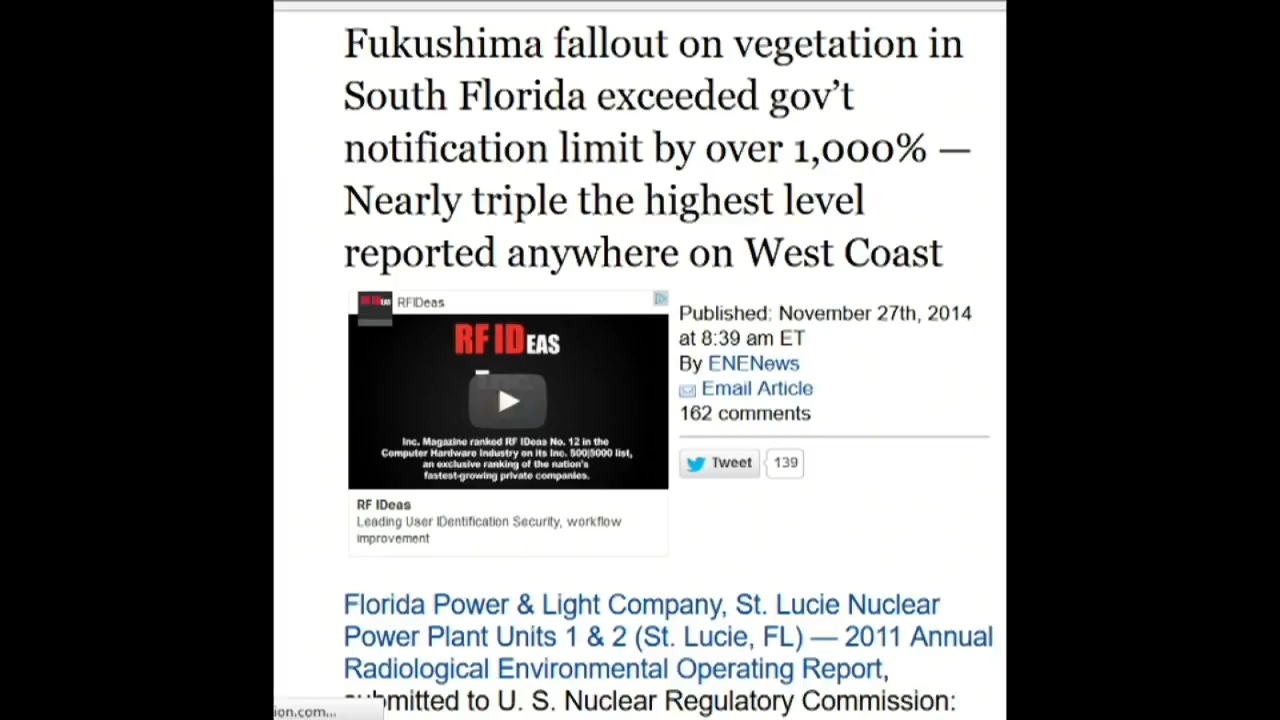 Fukushima fallout on vegetation in
South Florida exceeded gov't
notification limit by over 1,000% —
Nearly triple the highest level
reported anywhere on West Coast
RFIDeas
RF IDEAS
Inc. Magazine ranked RF IDeas No. 12 in the
Computer Hardware Industry on its Inc. 500|5000 list,
an exclusive ranking of the nation's
fastest-growing private companies.
RF IDeas
Leading User IDentification Security, workflow
improvement
Published: November 27th, 2014
at 8:39 am ET
By ENENews
Email Article
162 comments
Tweet 139
Florida Power & Light Company, St. Lucie Nuclear
Power Plant Units 1 & 2 (St. Lucie, FL) — 2011 Annual
Radiological Environmental Operating Report,
submitted to U. S. Nuclear Regulatory Commission:
ion.com...